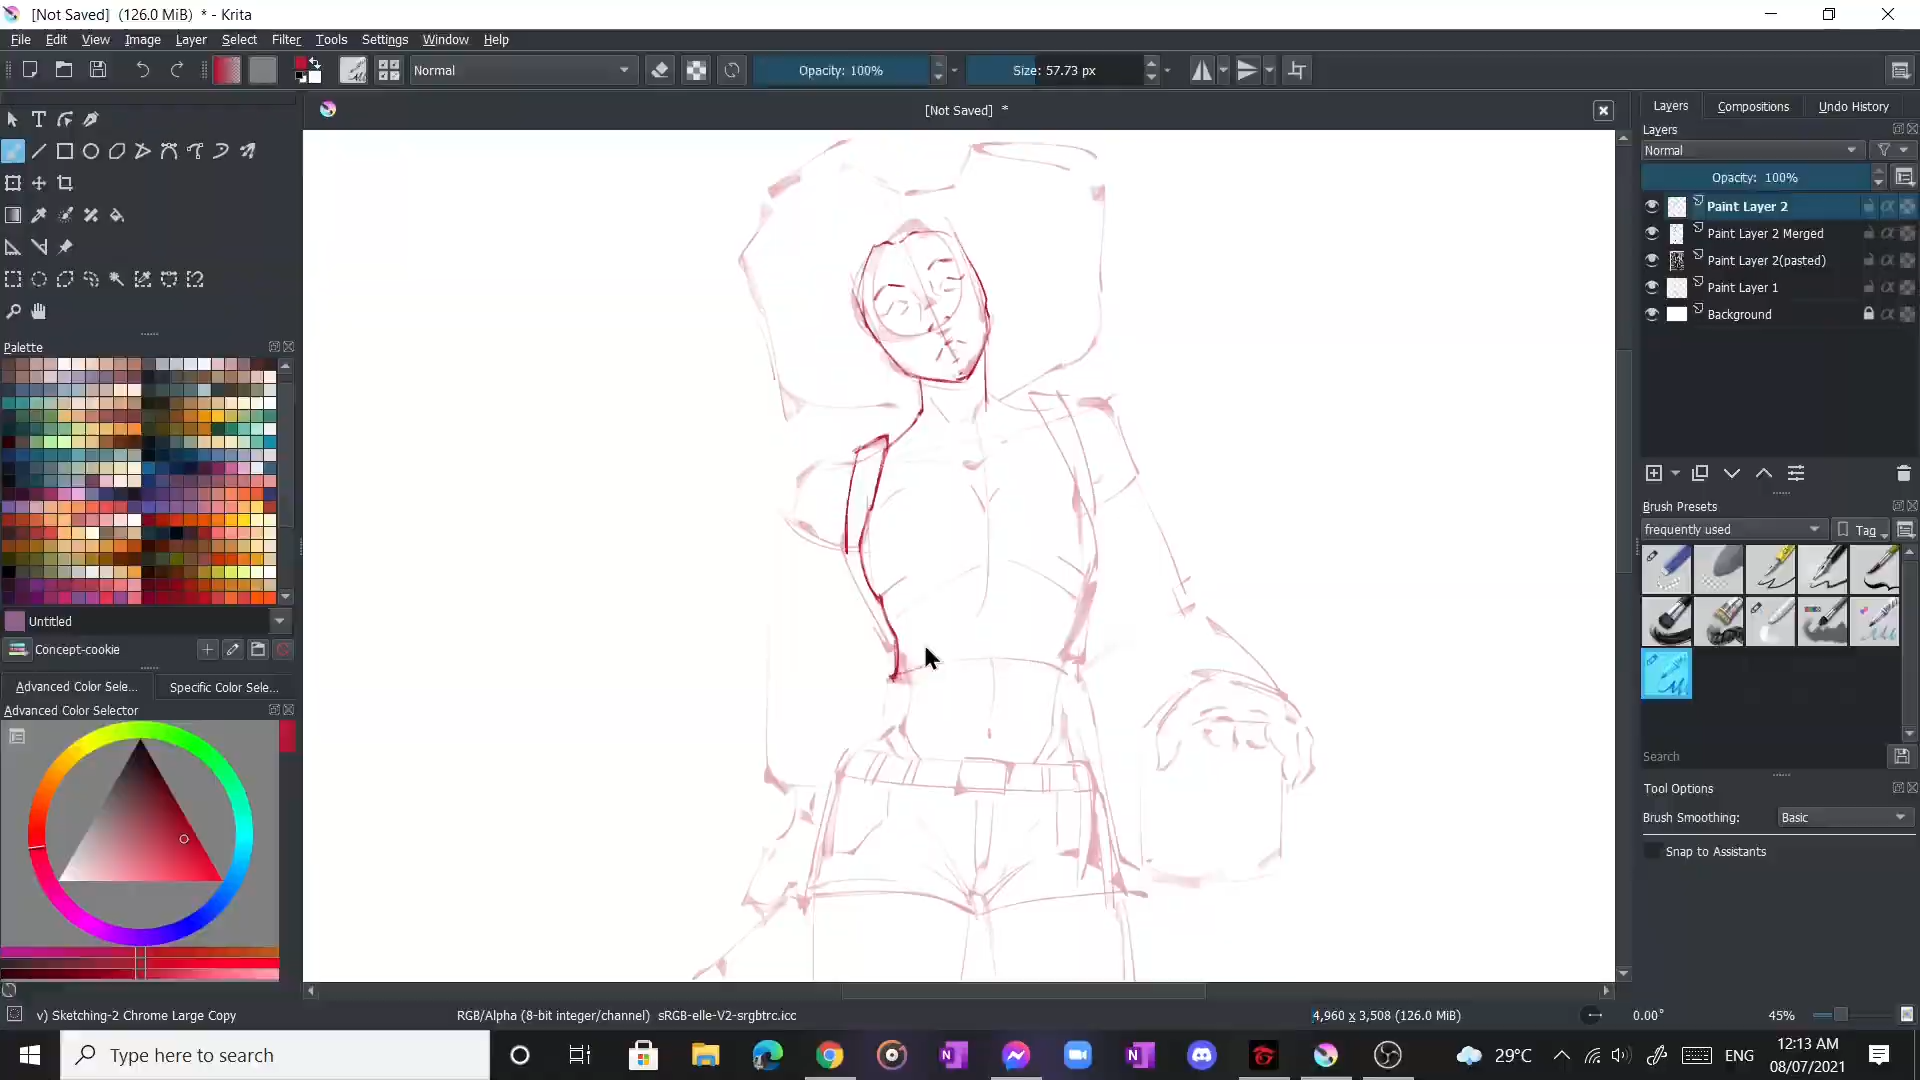 [Not Saved] (126.0 MiB) * - Krita
File Edit View Image Layer Select Filter Tools Settings Window Help
Normal
Opacity: 100%
Size: 57.73 px
[Not Saved] *
Layers Compositions Undo History
Layers
Normal
Opacity: 100%
Paint Layer 2
Paint Layer 2 Merged
Paint Layer 2(pasted)
Paint Layer 1
Background
Palette
Untitled
Concept-cookie
Advanced Color Sele... Specific Color Sele...
Advanced Color Selector
Brush Presets
frequently used
Tag
Search
Tool Options
Brush Smoothing: Basic
Snap to Assistants
v) Sketching-2 Chrome Large Copy
RGB/Alpha (8-bit integer/channel) sRGB-elle-V2-srgbtrc.icc
4,960 x 3,508 (126.0 MiB)
0.00°
45%
Type here to search
29°C
ENG
12:13 AM
08/07/2021